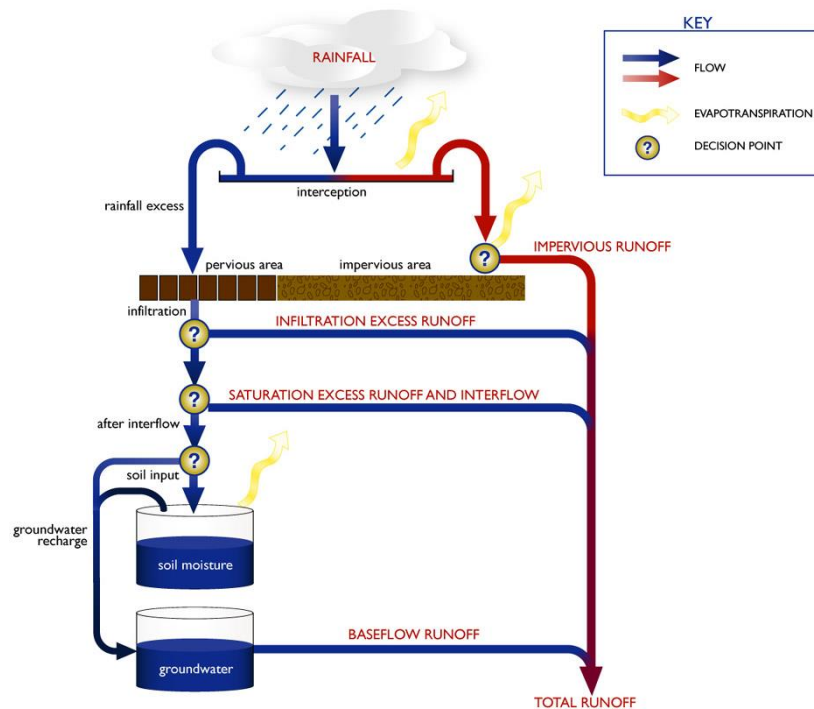 KEY
FLOW
EVAPOTRANSPIRATION
? DECISION POINT
RAINFALL
interception
rainfall excess
? IMPERVIOUS RUNOFF
pervious area impervious area
infiltration
? INFILTRATION EXCESS RUNOFF
? SATURATION EXCESS RUNOFF AND INTERFLOW
after interflow
?
soil input
groundwater
recharge
soil moisture
BASEFLOW RUNOFF
groundwater
TOTAL RUNOFF